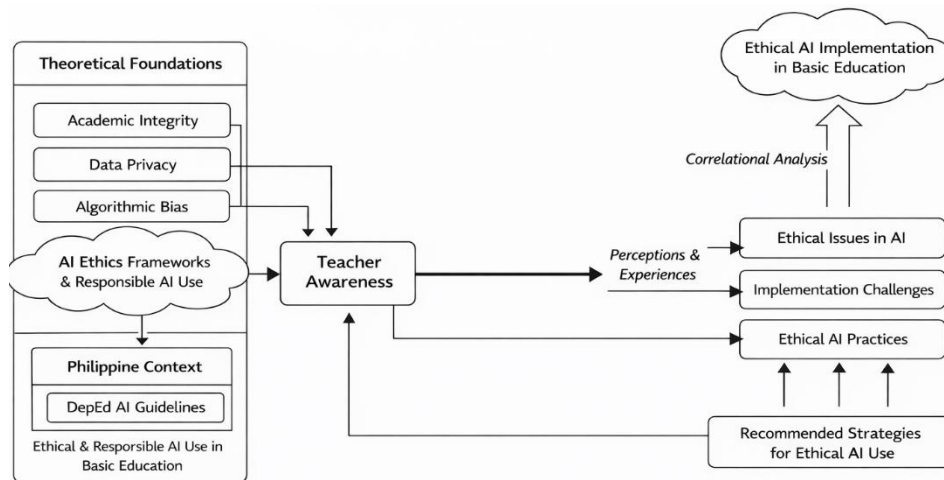 Theoretical Foundations
Academic Integrity
Data Privacy
Algorithmic Bias
AI Ethics Frameworks
& Responsible AI Use
Philippine Context
DepEd AI Guidelines
Ethical & Responsible AI Use in
Basic Education
Teacher
Awareness
Perceptions &
Experiences
Ethical AI Implementation
in Basic Education
Correlational Analysis
Ethical Issues in AI
Implementation Challenges
Ethical AI Practices
Recommended Strategies
for Ethical AI Use